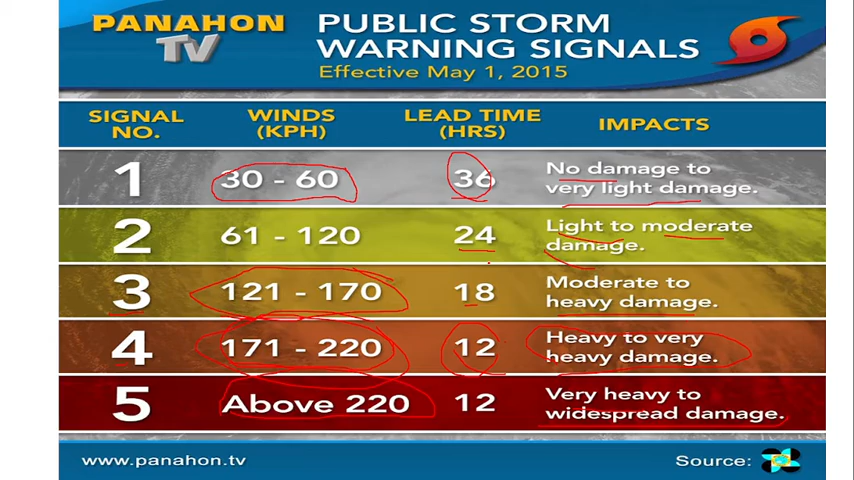 PANAHON
TV
PUBLIC STORM
WARNING SIGNALS
Effective May 1, 2015
SIGNAL
NO.
WINDS
(KPH)
LEAD TIME
(HRS)
IMPACTS
1
30 - 60
36
No damage to
very light damage.
2
61 - 120
24
Light to moderate
damage.
3
121 - 170
18
Moderate to
heavy damage.
4
171 - 220
12
Heavy to very
heavy damage.
5
Above 220
12
Very heavy to
widespread damage.
www.panahon.tv
Source: